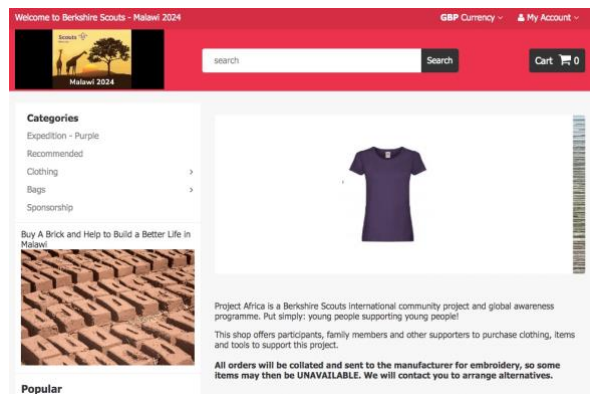 Welcome to Berkshire Scouts - Malawi 2024
GBP Currency
My Account
Scouts
Malawi 2024
search
Search
Cart 0
Categories
Expedition - Purple
Recommended
Clothing
Bags
Sponsorship
Buy A Brick and Help to Build a Better Life in
Malawi
Popular
Project Africa is a Berkshire Scouts international community project and global awareness
programme. Put simply: young people supporting young people!
This shop offers participants, family members and other supporters to purchase clothing, items
and tools to support this project.
All orders will be collated and sent to the manufacturer for embroidery, so some
items may then be UNAVAILABLE. We will contact you to arrange alternatives.